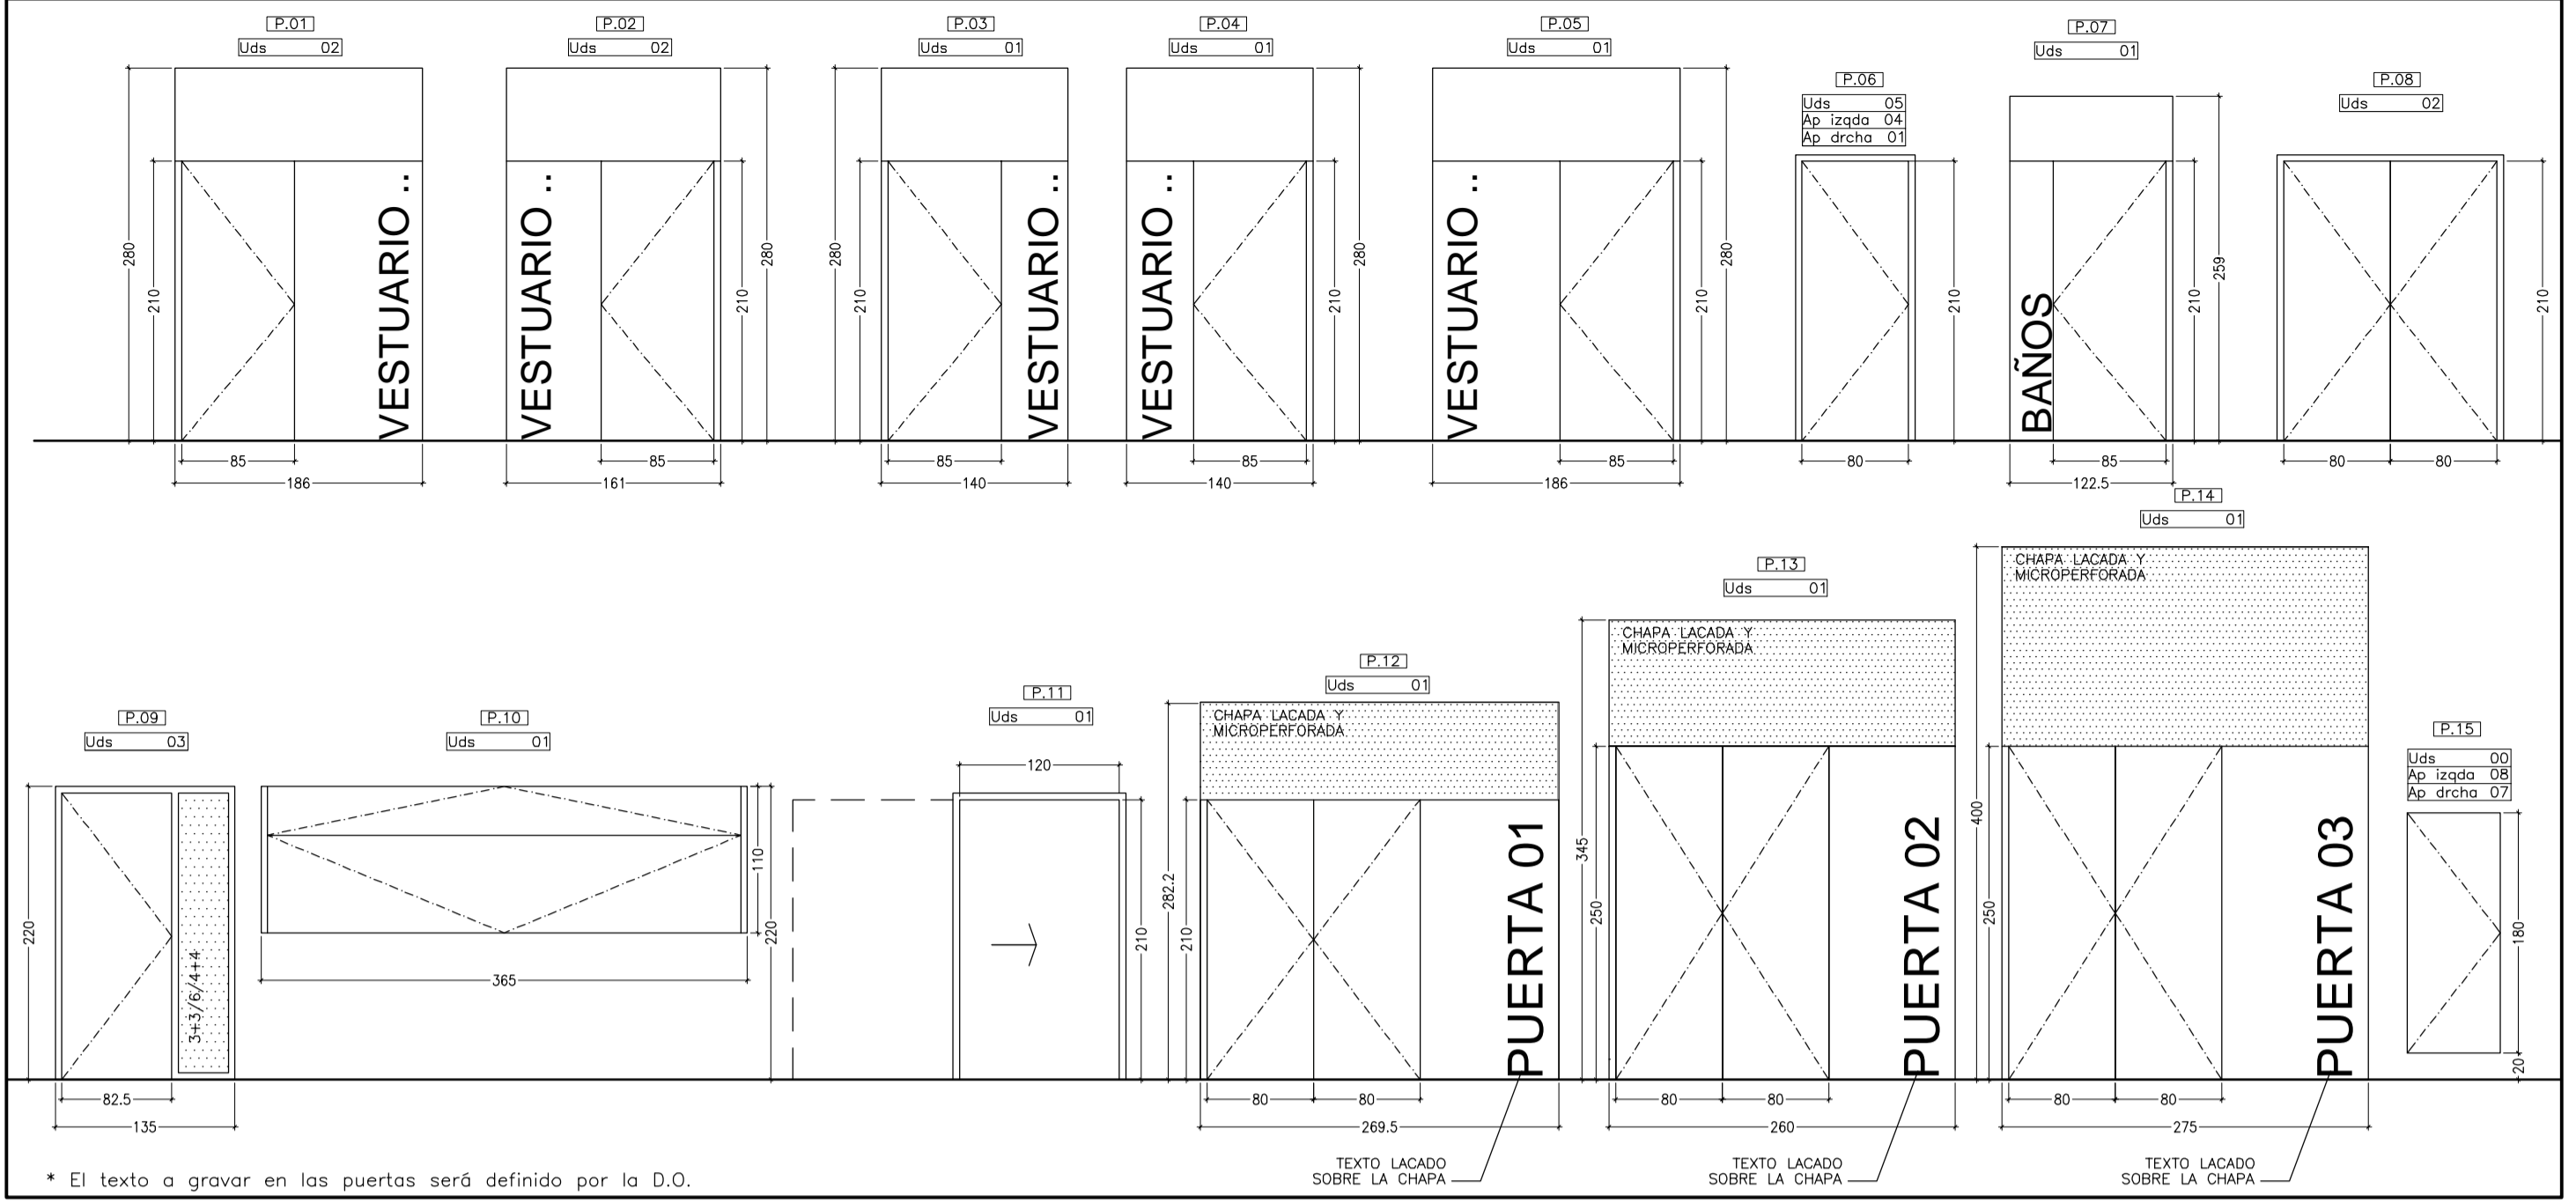 P.01
Uds 02
280
210
VESTUARIO ..
85
186
P.02
Uds 02
VESTUARIO ..
280
210
85
161
P.03
Uds 01
280
210
VESTUARIO ..
85
140
P.04
Uds 01
VESTUARIO ..
280
210
85
140
P.05
Uds 01
VESTUARIO ..
280
210
85
186
P.06
Uds 05
Ap izqda 04
Ap drcha 01
210
80
P.07
Uds 01
BAÑOS
259
210
85
122.5
P.08
Uds 02
210
80
80
P.09
Uds 03
220
3+3/6/4+4
82.5
135
P.10
Uds 01
110
220
365
P.11
Uds 01
120
210
P.12
Uds 01
CHAPA LACADA Y
MICROPERFORADA
282.2
210
PUERTA 01
80
80
269.5
TEXTO LACADO
SOBRE LA CHAPA
P.13
Uds 01
CHAPA LACADA Y
MICROPERFORADA
345
250
PUERTA 02
80
80
260
TEXTO LACADO
SOBRE LA CHAPA
P.14
Uds 01
CHAPA LACADA Y
MICROPERFORADA
400
250
PUERTA 03
80
80
275
TEXTO LACADO
SOBRE LA CHAPA
P.15
Uds 00
Ap izqda 08
Ap drcha 07
180
20
* El texto a gravar en las puertas será definido por la D.O.